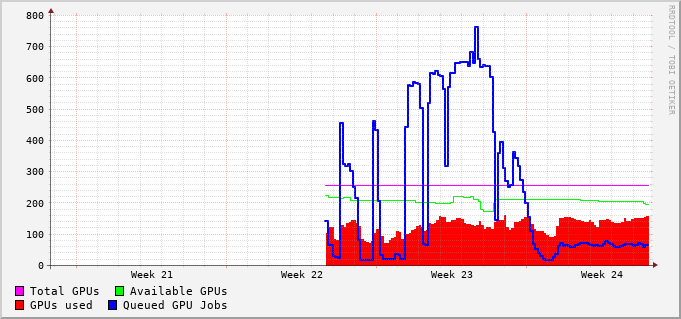 800
700
600
500
400
300
200
100
0
Week 21 Week 22 Week 23 Week 24
Total GPUs Available GPUs
GPUs used Queued GPU Jobs
RRDTOOL / TOBI OETIKER